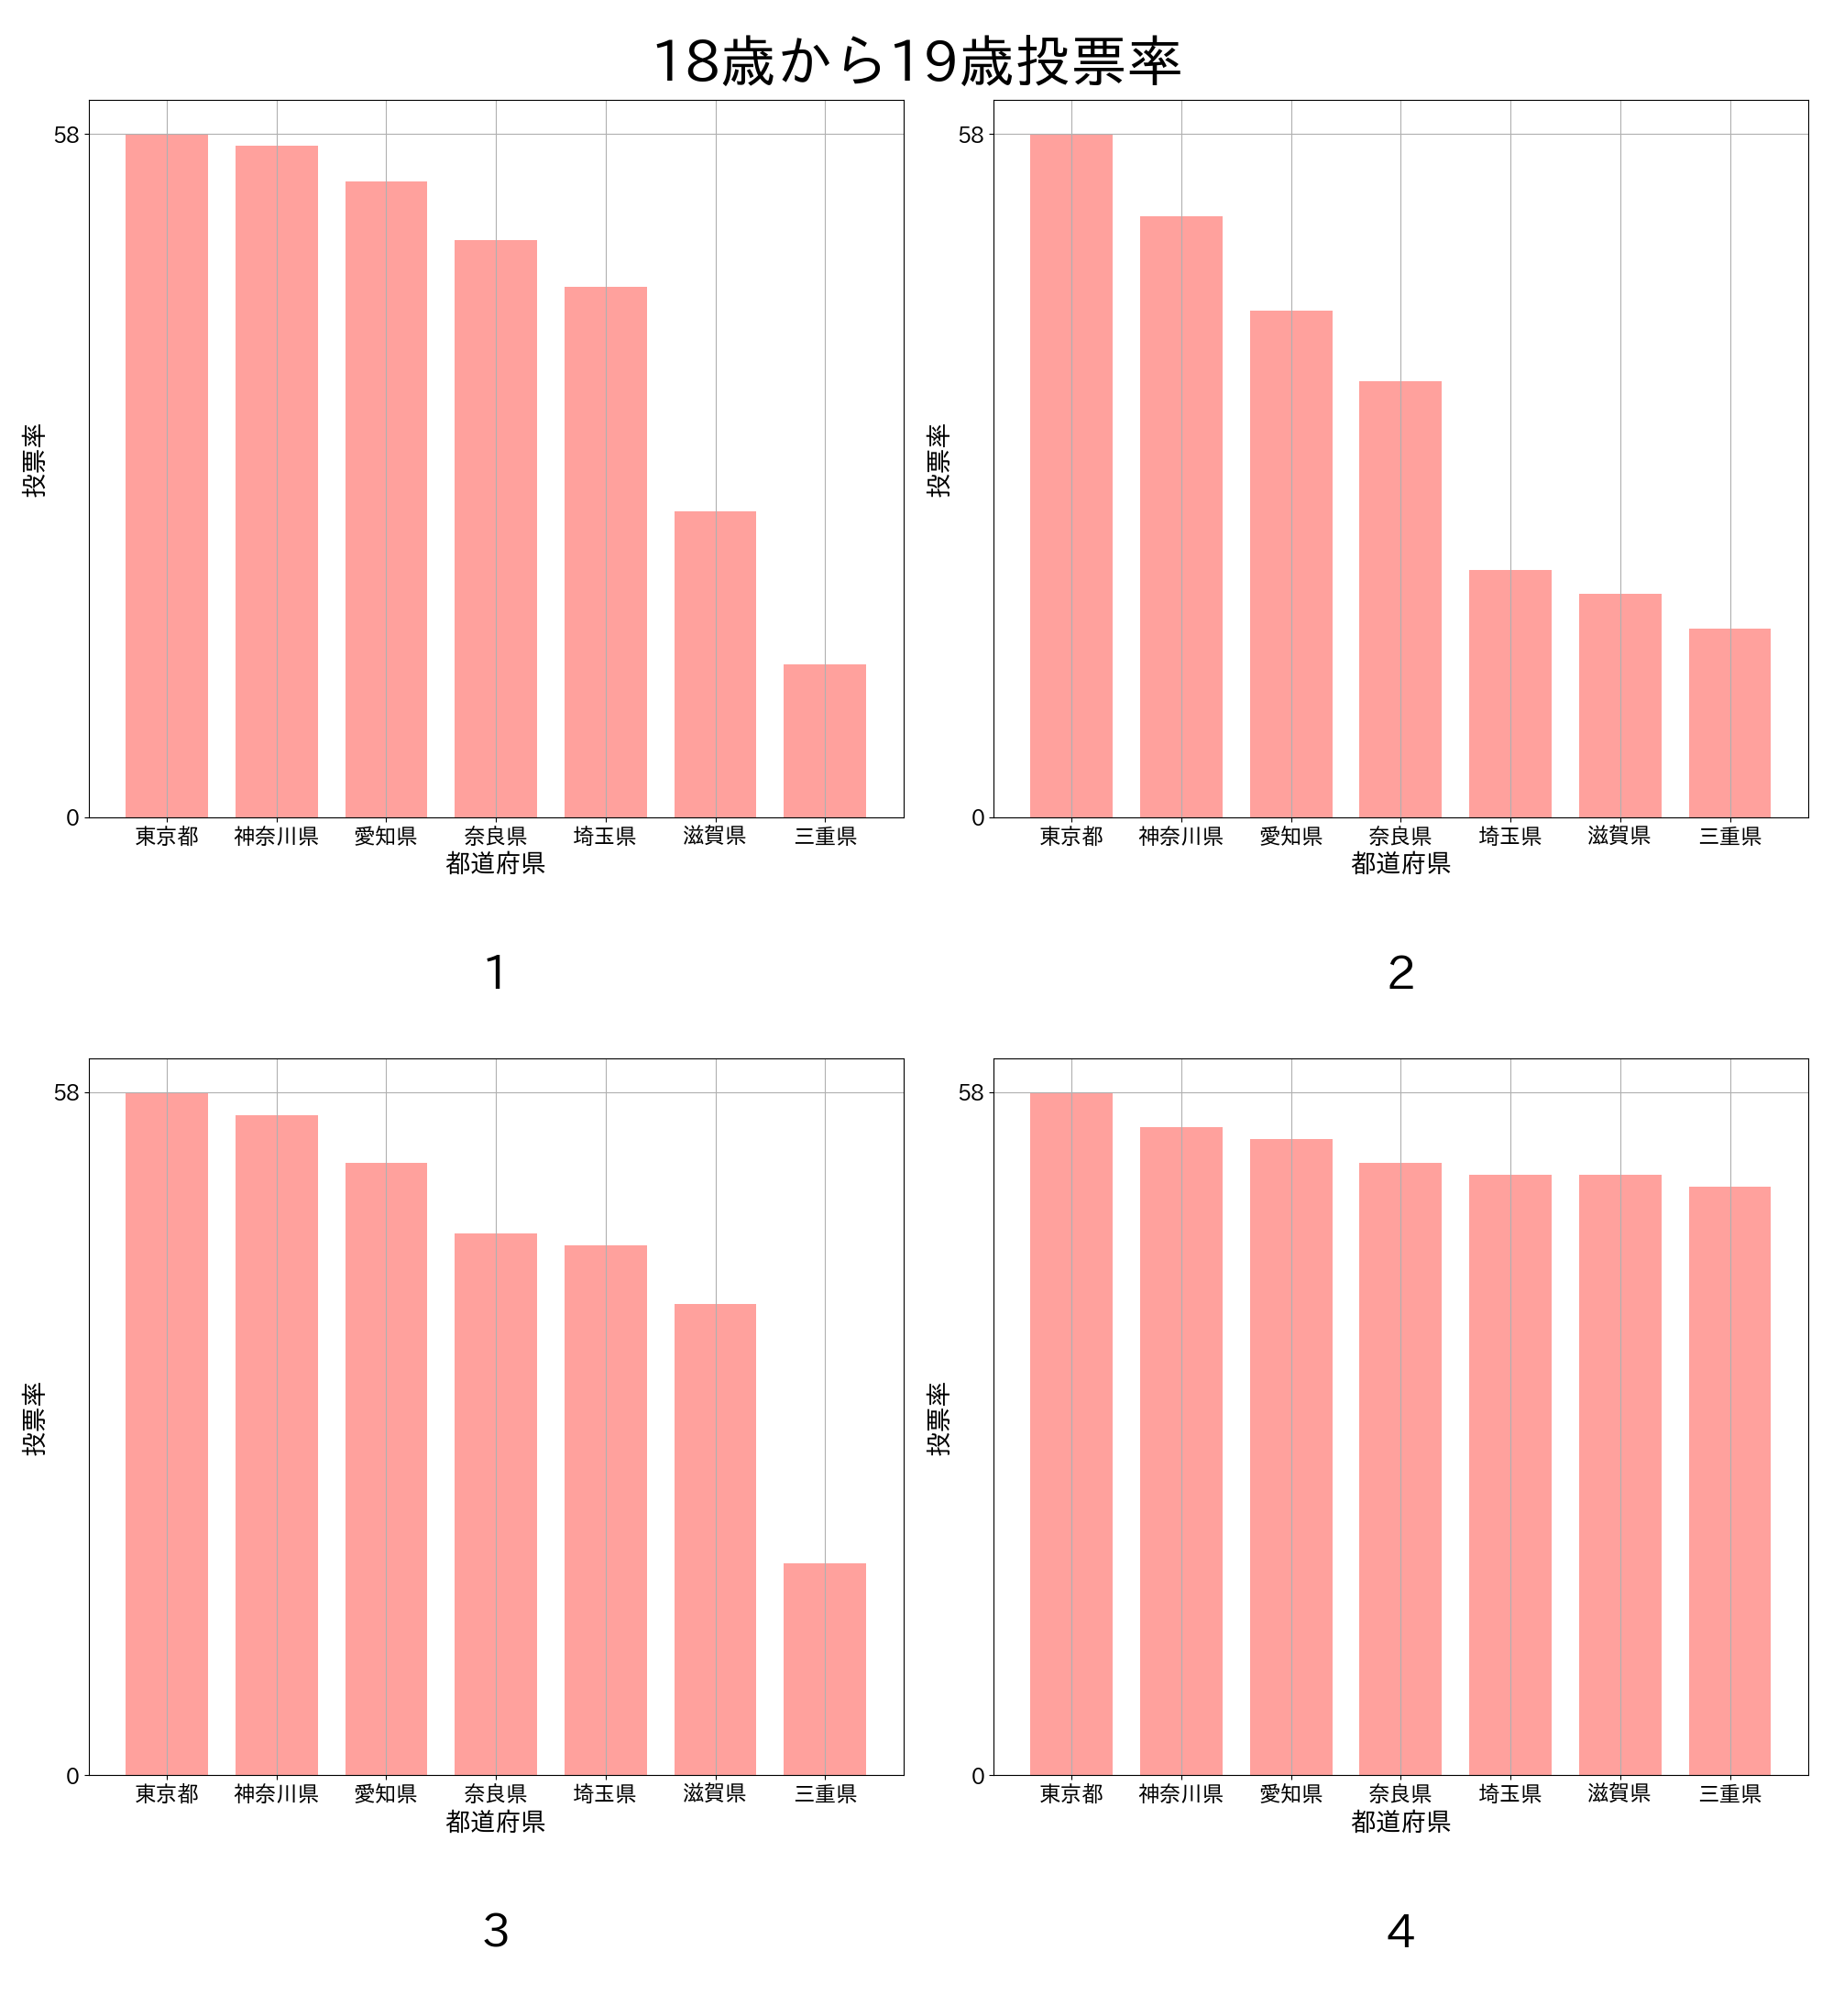 18歳から19歳投票率
58
0
投票率
東京都 神奈川県 愛知県 奈良県 埼玉県 滋賀県 三重県
都道府県
1
58
0
投票率
東京都 神奈川県 愛知県 奈良県 埼玉県 滋賀県 三重県
都道府県
2
58
0
投票率
東京都 神奈川県 愛知県 奈良県 埼玉県 滋賀県 三重県
都道府県
3
58
0
投票率
東京都 神奈川県 愛知県 奈良県 埼玉県 滋賀県 三重県
都道府県
4